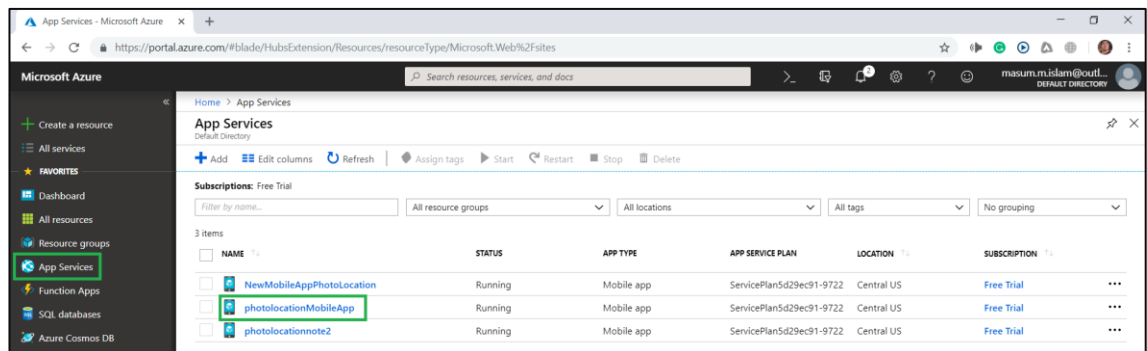 App Services - Microsoft Azure
https://portal.azure.com/#blade/HubsExtension/Resources/resourceType/Microsoft.Web%2Fsites
Microsoft Azure
Search resources, services, and docs
2
masum.m.islam@outl...
DEFAULT DIRECTORY
Create a resource
All services
FAVORITES
Dashboard
All resources
Resource groups
App Services
Function Apps
SQL databases
Azure Cosmos DB
Home > App Services
App Services
Default Directory
Add Edit columns Refresh Assign tags Start Restart Stop Delete
Subscriptions: Free Trial
Filter by name... All resource groups All locations All tags No grouping
3 items
NAME STATUS APP TYPE APP SERVICE PLAN LOCATION SUBSCRIPTION
NewMobileAppPhotoLocation Running Mobile app ServicePlan5d29ec91-9722 Central US Free Trial
photolocationMobileApp Running Mobile app ServicePlan5d29ec91-9722 Central US Free Trial
photolocationnote2 Running Mobile app ServicePlan5d29ec91-9722 Central US Free Trial